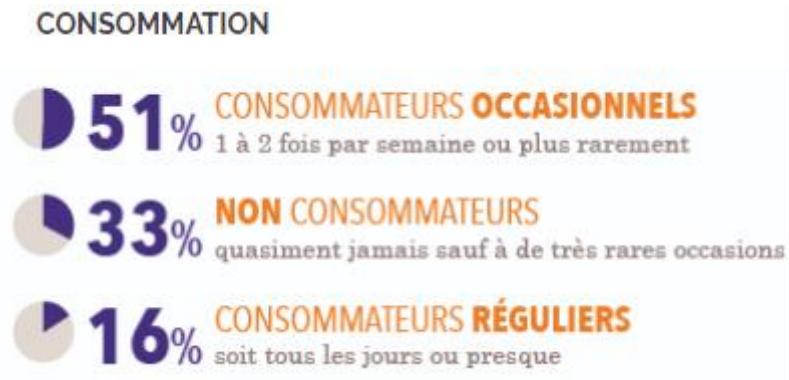 CONSOMMATION
51% CONSOMMATEURS OCCASIONNELS
1 à 2 fois par semaine ou plus rarement
33% NON CONSOMMATEURS
quasiment jamais sauf à de très rares occasions
16% CONSOMMATEURS RÉGULIERS
soit tous les jours ou presque